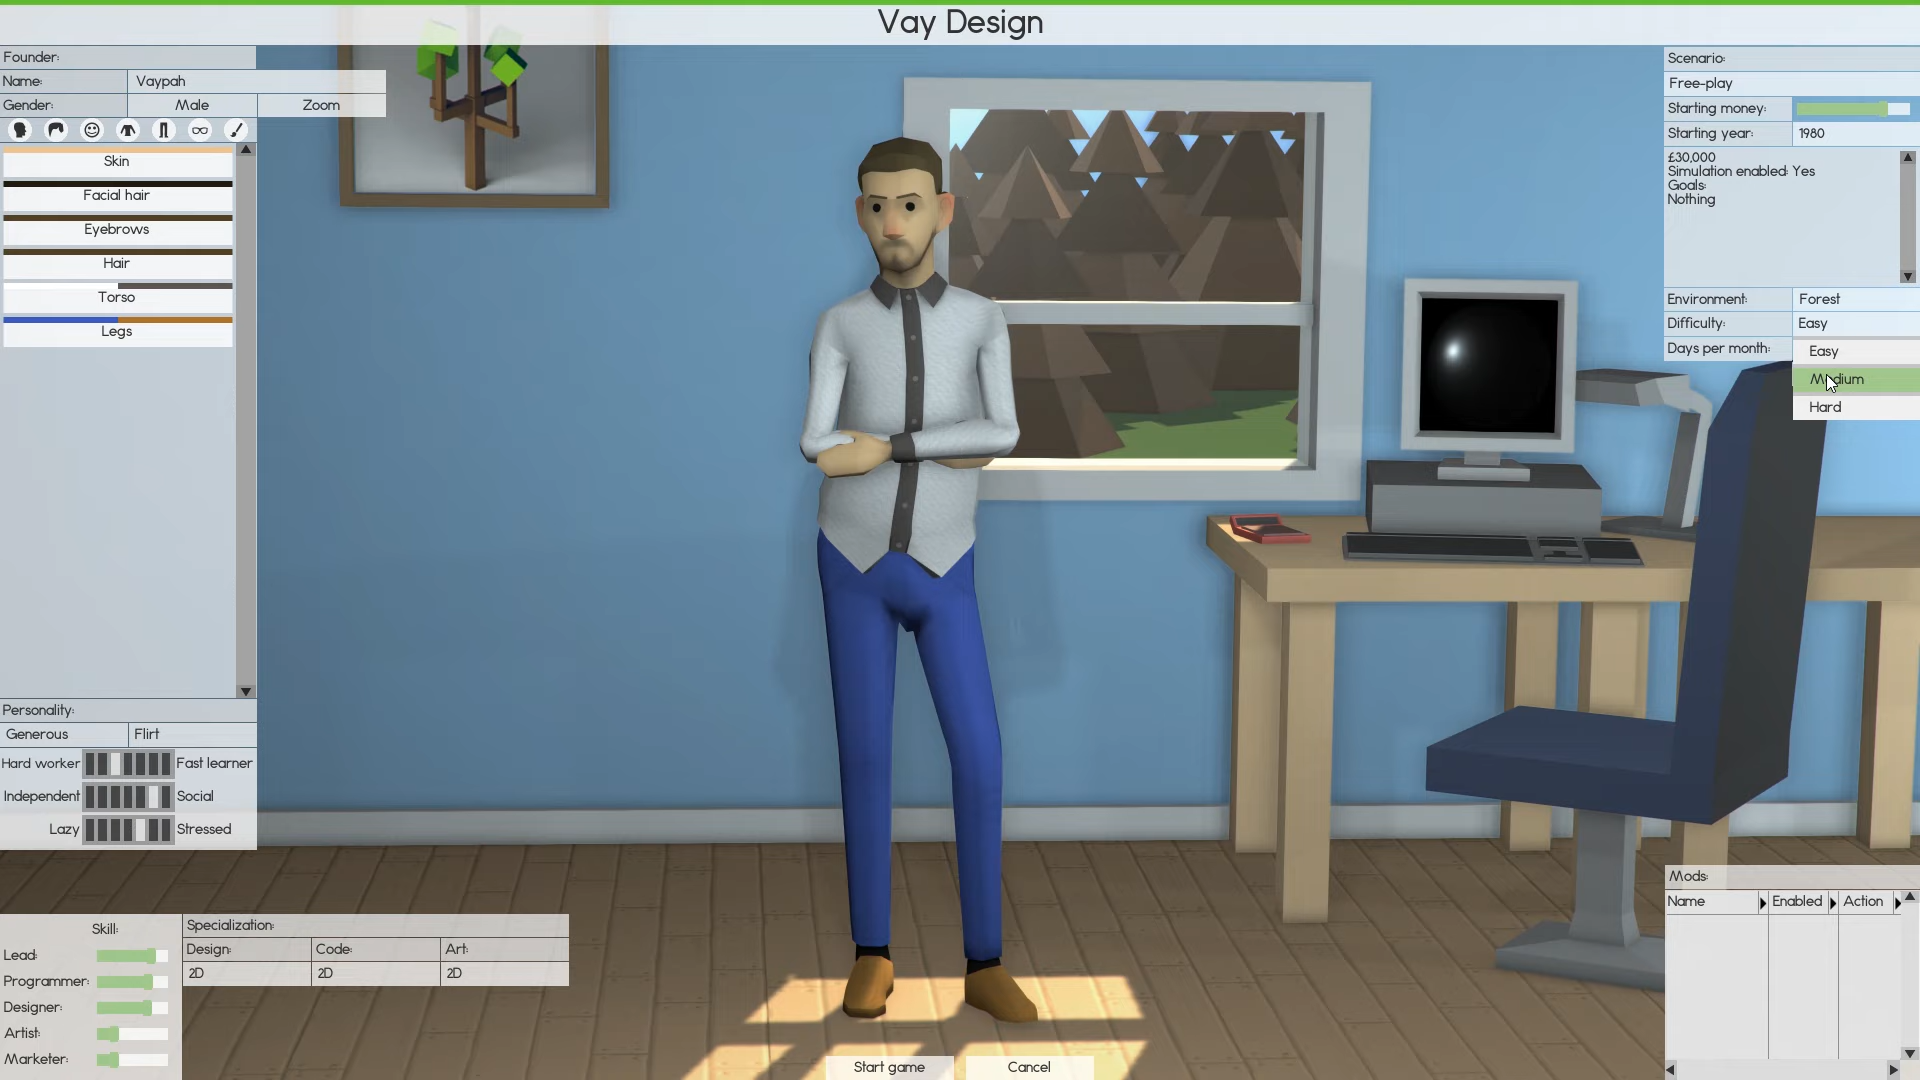 Vay Design
Founder:
Name: Vaypah
Gender: Male Zoom
Skin
Facial hair
Eyebrows
Hair
Torso
Legs
Personality:
Generous Flirt
Hard worker Fast learner
Independent Social
Lazy Stressed
Skill:
Lead:
Programmer:
Designer:
Artist:
Marketer:
Specialization:
Design: Code: Art:
2D 2D 2D
Start game Cancel
Scenario:
Free-play
Starting money:
Starting year: 1980
£30,000
Simulation enabled: Yes
Goals:
Nothing
Environment: Forest
Difficulty: Easy
Days per month:
Easy
Medium
Hard
Mods:
Name Enabled Action